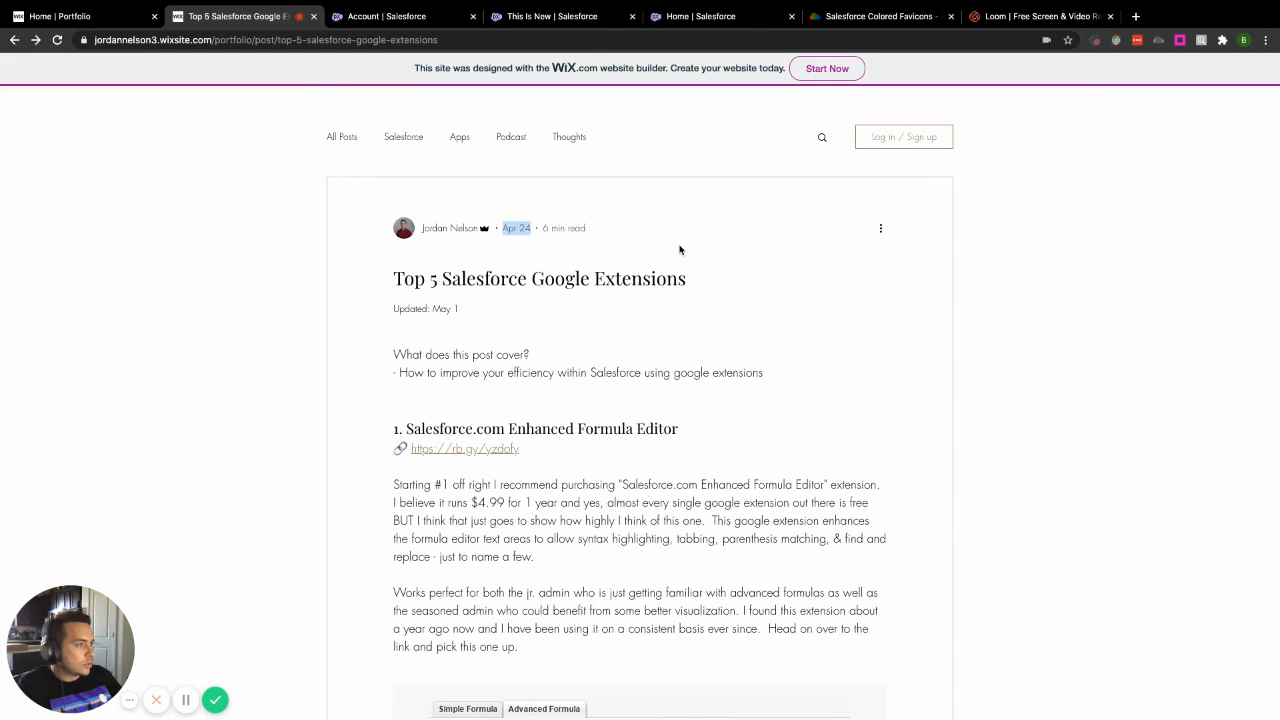 Home | Portfolio
Top 5 Salesforce Google E
Account | Salesforce
This Is New | Salesforce
Home | Salesforce
Salesforce Colored Favicons -
Loom | Free Screen & Video Re
jordannelson3.wixsite.com/portfolio/post/top-5-salesforce-google-extensions
B
This site was designed with the WiX.com website builder. Create your website today.
Start Now
All Posts
Salesforce
Apps
Podcast
Thoughts
Log in / Sign up
Jordan Nelson · Apr 24 · 6 min read
Top 5 Salesforce Google Extensions
Updated: May 1
What does this post cover?
- How to improve your efficiency within Salesforce using google extensions
1. Salesforce.com Enhanced Formula Editor
🔗 https://rb.gy/yzdofy
Starting #1 off right I recommend purchasing "Salesforce.com Enhanced Formula Editor" extension.
I believe it runs $4.99 for 1 year and yes, almost every single google extension out there is free
BUT I think that just goes to show how highly I think of this one. This google extension enhances
the formula editor text areas to allow syntax highlighting, tabbing, parenthesis matching, & find and
replace - just to name a few.
Works perfect for both the jr. admin who is just getting familiar with advanced formulas as well as
the seasoned admin who could benefit from some better visualization. I found this extension about
a year ago now and I have been using it on a consistent basis ever since. Head on over to the
link and pick this one up.
Simple Formula
Advanced Formula